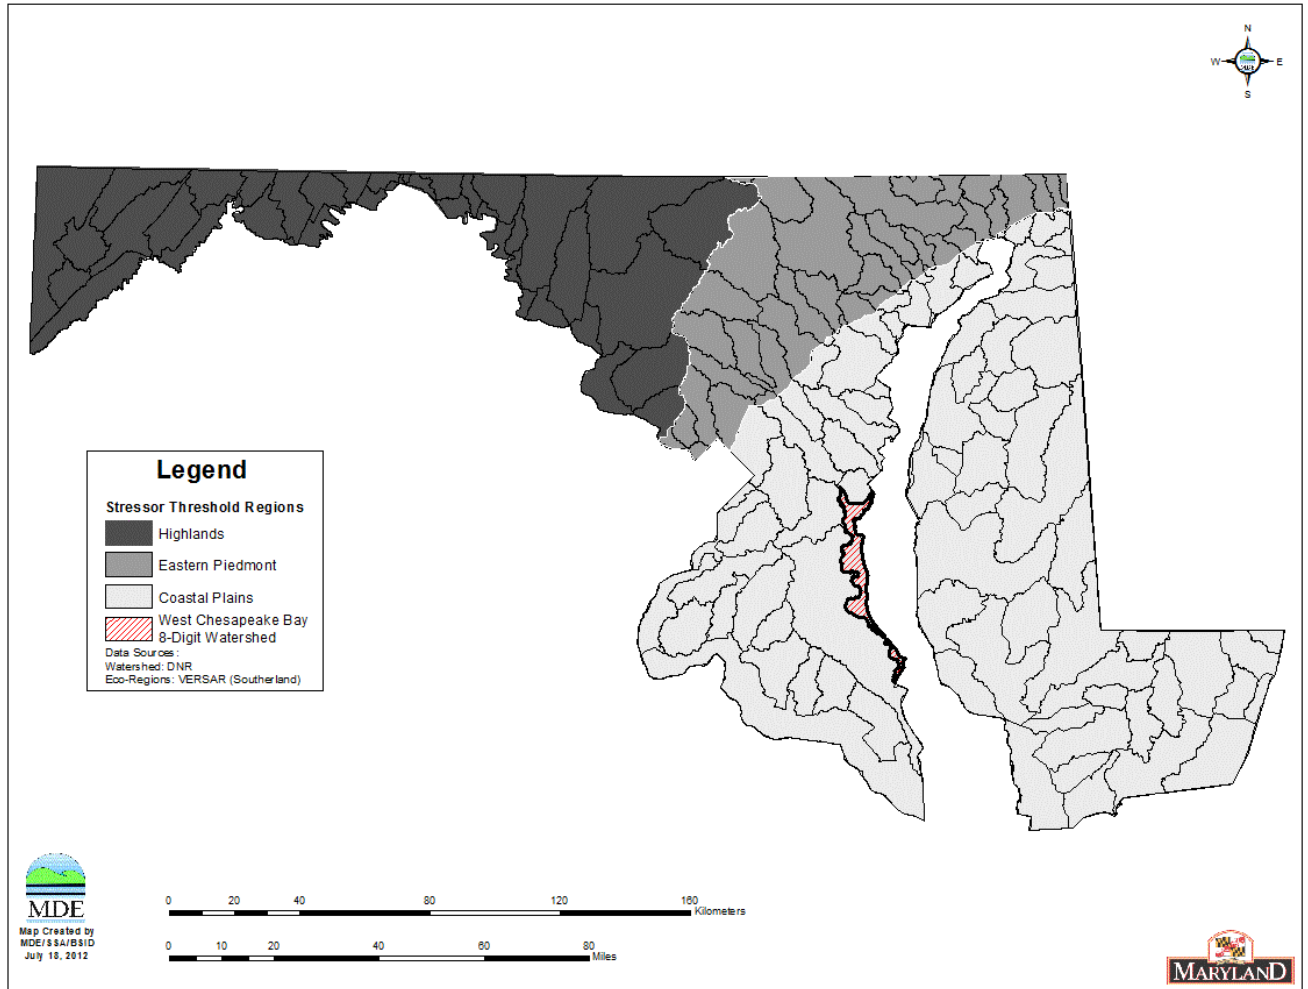 N
W E
S
Legend
Stressor Threshold Regions
Highlands
Eastern Piedmont
Coastal Plains
West Chesapeake Bay
8-Digit Watershed
Data Sources :
Watershed: DNR
Eco-Regions: VERSAR (Southerland)
MDE
Map Created by
MDE/SSA/BSID
July 18, 2012
0 20 40 80 120 160
Kilometers
0 10 20 40 60 80
Miles
MARYLAND